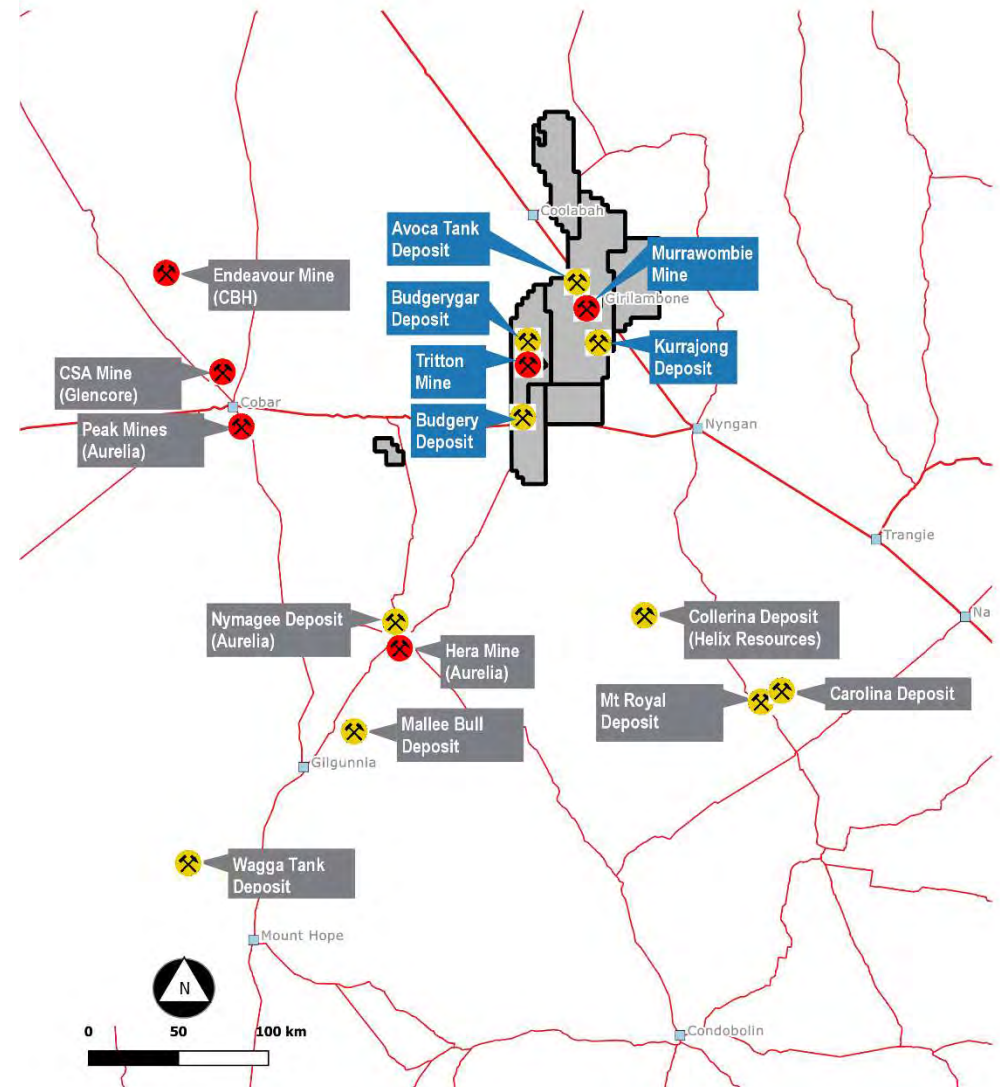 Coolabah
Avoca Tank
Deposit
Murrawombie
Mine
Endeavour Mine
(CBH)
Budgerygar
Deposit
Girilambone
Kurrajong
Deposit
Tritton
Mine
CSA Mine
(Glencore)
Cobar
Peak Mines
(Aurelia)
Budgery
Deposit
Nyngan
Trangie
Nymagee Deposit
(Aurelia)
Collerina Deposit
(Helix Resources)
Na
Hera Mine
(Aurelia)
Mt Royal
Deposit
Carolina Deposit
Mallee Bull
Deposit
Gilgunnia
Wagga Tank
Deposit
Mount Hope
N
0 50 100 km
Condobolin